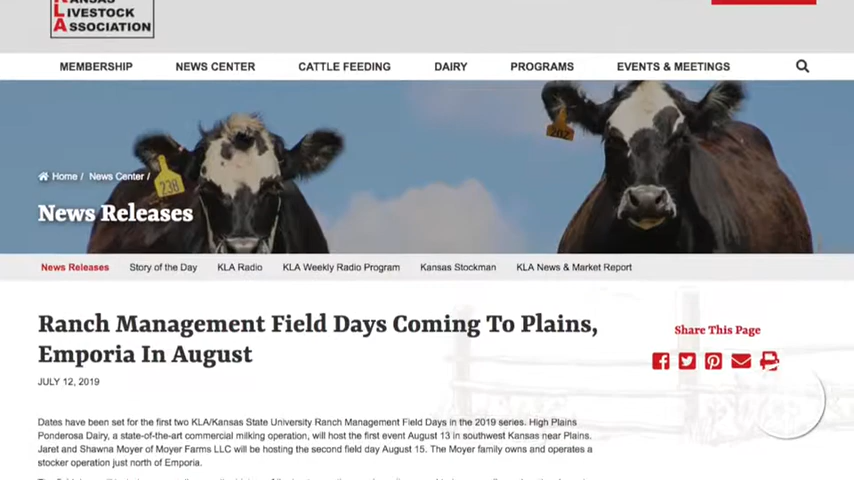 KANSAS
LIVESTOCK
ASSOCIATION
MEMBERSHIP NEWS CENTER CATTLE FEEDING DAIRY PROGRAMS EVENTS & MEETINGS
202
238
Home / News Center /
News Releases
News Releases Story of the Day KLA Radio KLA Weekly Radio Program Kansas Stockman KLA News & Market Report
Ranch Management Field Days Coming To Plains,
Emporia In August
Share This Page
JULY 12, 2019
Dates have been set for the first two KLA/Kansas State University Ranch Management Field Days in the 2019 series. High Plains
Ponderosa Dairy, a state-of-the-art commercial milking operation, will host the first event August 13 in southwest Kansas near Plains.
Jaret and Shawna Moyer of Moyer Farms LLC will be hosting the second field day August 15. The Moyer family owns and operates a
stocker operation just north of Emporia.